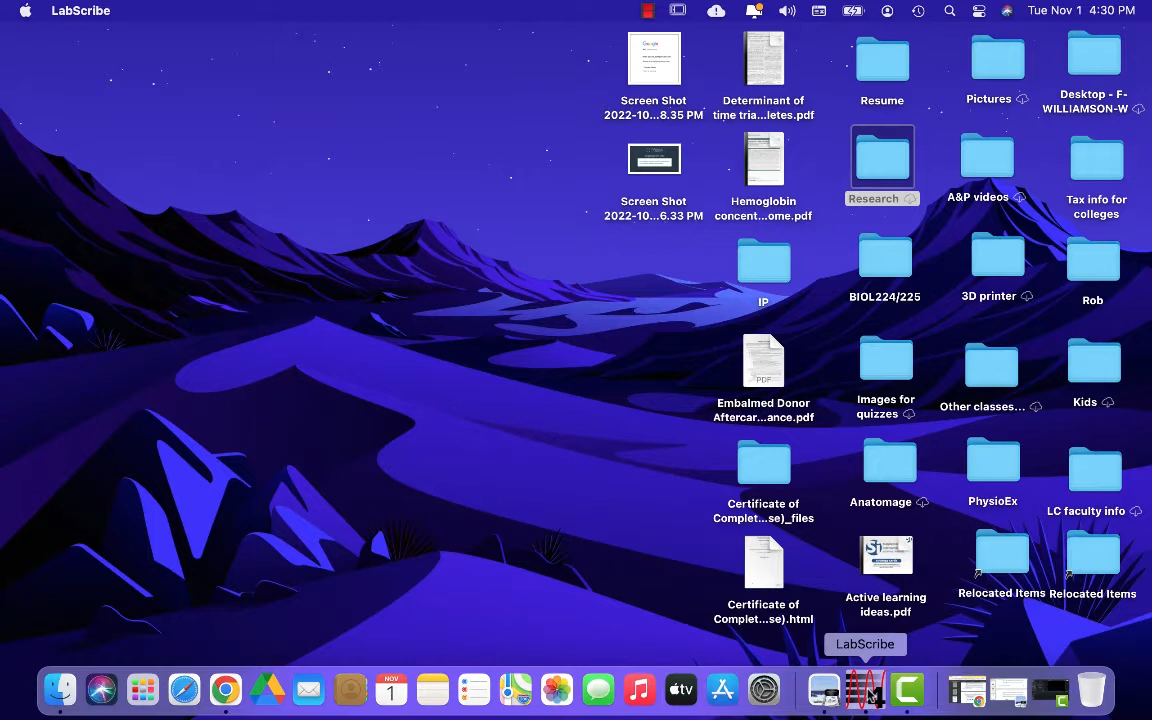 LabScribe
Tue Nov 1 4:30 PM
Screen Shot
2022-10...8.35 PM
Determinant of
time tria...letes.pdf
Resume
Pictures
Desktop - F-
WILLIAMSON-W
Screen Shot
2022-10...6.33 PM
Hemoglobin
concent...ome.pdf
Research
A&P videos
Tax info for
colleges
IP
BIOL224/225
3D printer
Rob
PDF
Embalmed Donor
Aftercar...ance.pdf
Images for
quizzes
Other classes...
Kids
Certificate of
Complet...se)_files
Anatomage
PhysioEx
LC faculty info
Certificate of
Complet...se).html
Active learning
ideas.pdf
Relocated Items
Relocated Items
LabScribe
NOV
1
tv